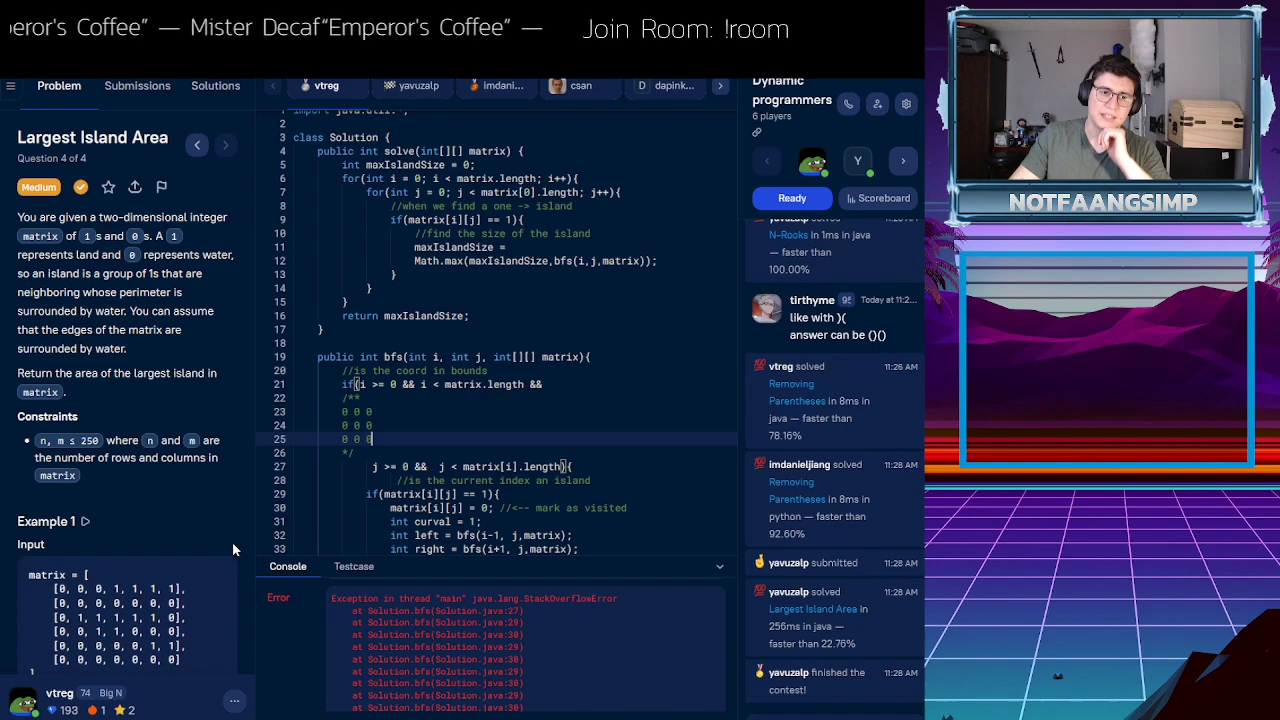 peror's Coffee” — Mister Decaf“Emperor's Coffee” —
Join Room: !room
Problem
Submissions
Solutions
Largest Island Area
Question 4 of 4
Medium
You are given a two-dimensional integer
matrix of 1s and 0s. A 1
represents land and 0 represents water,
so an island is a group of 1s that are
neighboring whose perimeter is
surrounded by water. You can assume
that the edges of the matrix are
surrounded by water.
Return the area of the largest island in
matrix.
Constraints
n, m ≤ 250 where n and m are
the number of rows and columns in
matrix
Example 1
Input
matrix = [
[0, 0, 0, 1, 1, 1, 1],
[0, 0, 0, 0, 0, 0, 0],
[0, 1, 1, 1, 1, 1, 0],
[0, 0, 1, 1, 0, 0, 0],
[0, 0, 0, 0, 0, 1, 1],
[0, 0, 0, 0, 0, 0, 0]
]
vtreg 74 Big N
193 1 2
vtreg
yavuzalp
imdani...
csan
D dapink...
1 import java.util.*;
2
3 class Solution {
4 public int solve(int[][] matrix) {
5 int maxIslandSize = 0;
6 for(int i = 0; i < matrix.length; i++){
7 for(int j = 0; j < matrix[0].length; j++){
8 //when we find a one -> island
9 if(matrix[i][j] == 1){
10 //find the size of the island
11 maxIslandSize =
12 Math.max(maxIslandSize,bfs(i,j,matrix));
13 }
14 }
15 }
16 return maxIslandSize;
17 }
18
19 public int bfs(int i, int j, int[][] matrix){
20 //is the coord in bounds
21 if(i >= 0 && i < matrix.length &&
22 /**
23 0 0 0
24 0 0 0
25 0 0 0
26 */
27 j >= 0 && j < matrix[i].length){
28 //is the current index an island
29 if(matrix[i][j] == 1){
30 matrix[i][j] = 0; //<-- mark as visited
31 int curval = 1;
32 int left = bfs(i-1, j,matrix);
33 int right = bfs(i+1, j,matrix);
Console
Testcase
Error
Exception in thread "main" java.lang.StackOverflowError
at Solution.bfs(Solution.java:27)
at Solution.bfs(Solution.java:29)
at Solution.bfs(Solution.java:30)
at Solution.bfs(Solution.java:29)
at Solution.bfs(Solution.java:30)
at Solution.bfs(Solution.java:29)
at Solution.bfs(Solution.java:30)
at Solution.bfs(Solution.java:29)
at Solution.bfs(Solution.java:30)
Dynamic
programmers
6 players
Y
Ready
Scoreboard
yavuzalp solved
N-Rooks in 1ms in java
— faster than
100.00%
tirthyme Today at 11:2...
like with )(
answer can be ()()
vtreg solved 11:26 AM
Removing
Parentheses in 8ms in
java — faster than
78.16%
imdanieljiang solved 11:26 AM
Removing
Parentheses in 8ms in
python — faster than
92.60%
yavuzalp submitted 11:28 AM
yavuzalp solved 11:28 AM
Largest Island Area in
256ms in java —
faster than 22.76%
yavuzalp finished the 11:28 AM
contest!
NOTFAANGSIMP